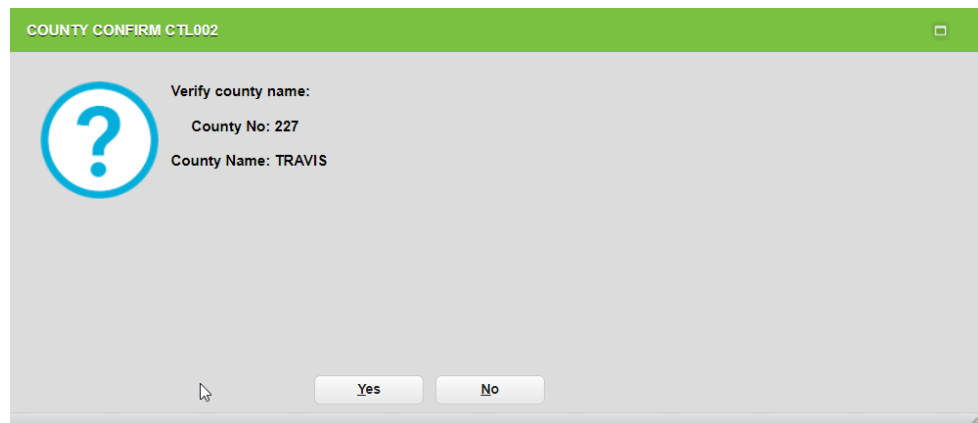 COUNTY CONFIRM CTL002
Verify county name:
County No: 227
County Name: TRAVIS
?
Yes No